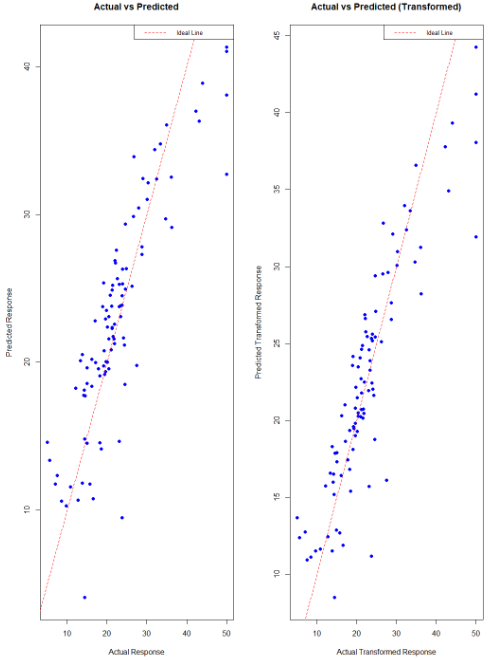 Actual vs Predicted
Ideal Line
Predicted Response
40
30
20
10
10 20 30 40 50
Actual Response
Actual vs Predicted (Transformed)
Ideal Line
Predicted Transformed Response
45
40
35
30
25
20
15
10
10 20 30 40 50
Actual Transformed Response